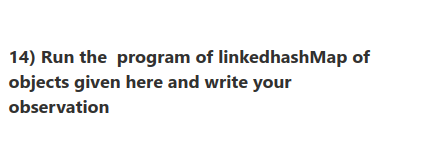 14) Run the  program of linkedhashMap of
objects given here and write your
observation